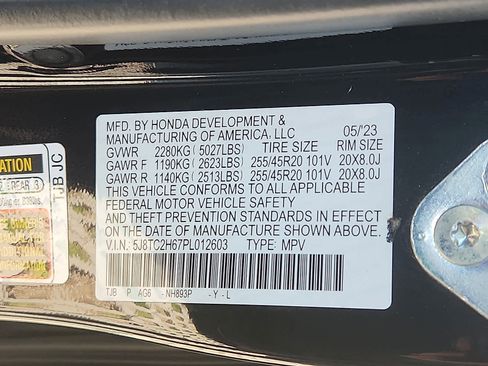 MFD. BY HONDA DEVELOPMENT &
MANUFACTURING OF AMERICA, LLC 05/'23
GVWR 2280KG (5027LBS) TIRE SIZE RIM SIZE
GAWR F 1190KG (2623LBS) 255/45R20 101V 20X8.0J
GAWR R 1140KG (2513LBS) 255/45R20 101V 20X8.0J
THIS VEHICLE CONFORMS TO ALL APPLICABLE
FEDERAL MOTOR VEHICLE SAFETY
AND THEFT PREVENTION STANDARDS IN EFFECT
ON THE DATE OF MANUFACTURE SHOWN ABOVE.
V.I.N.: 5J8TC2H67PL012603 TYPE: MPV
TJB P AG6 -NH893P -Y-L
TJB JC
REAR 3